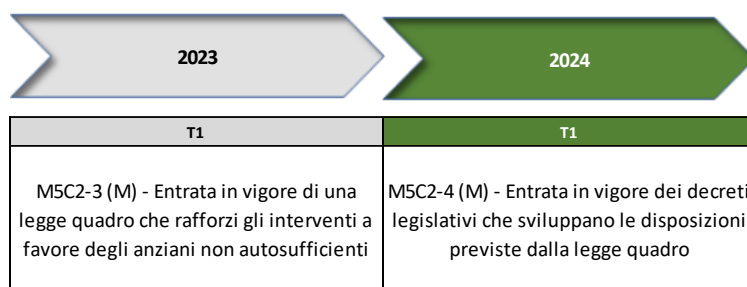 2023
2024
T1
T1
M5C2-3 (M) - Entrata in vigore di una
legge quadro che rafforzi gli interventi a
favore degli anziani non autosufficienti
M5C2-4 (M) - Entrata in vigore dei decreti
legislativi che sviluppano le disposizioni
previste dalla legge quadro